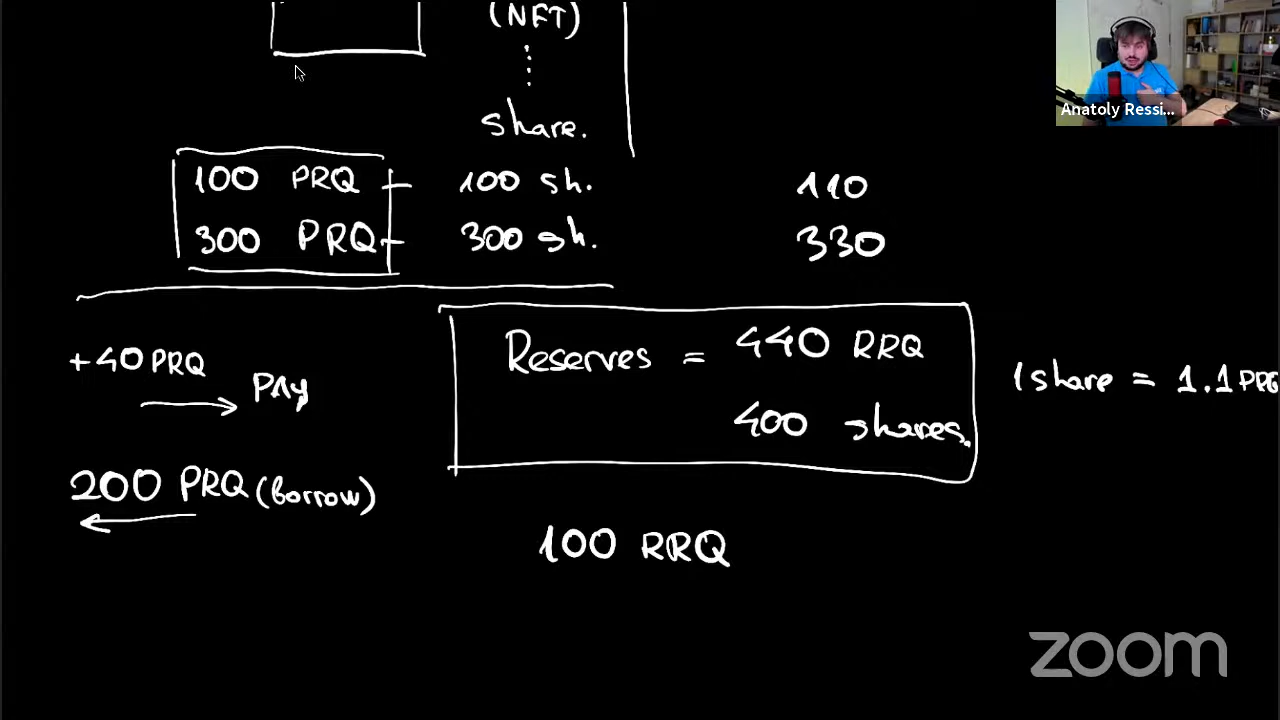 (NFT)
Anatoly Ressi...
share.
100 PRQ - 100 sh. 110
300 PRQ - 300 sh. 330
+40 PRQ
PAy
Reserves = 440 RRQ
400 shares.
1 share = 1.1 PRQ
200 PRQ (borrow)
100 RRQ
zoom